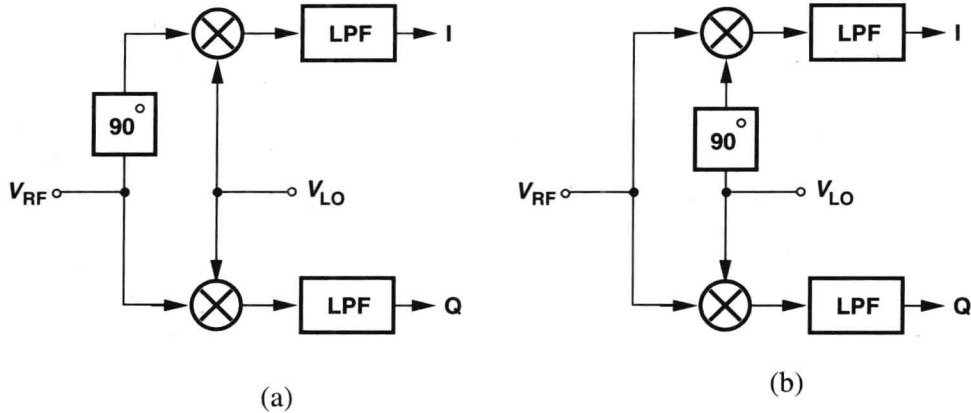 LPF
I
90°
V_RF
V_LO
LPF
Q
(a)
LPF
I
90°
V_RF
V_LO
LPF
Q
(b)